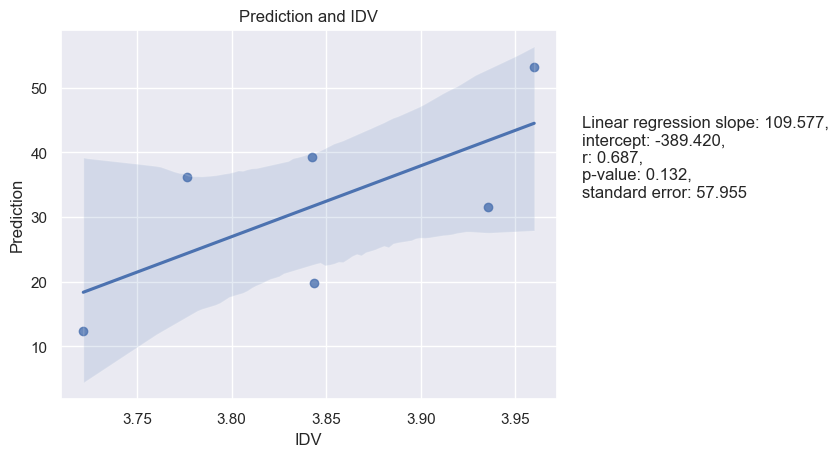 Prediction and IDV
50
40
30
20
10
Prediction
3.75 3.80 3.85 3.90 3.95
IDV
Linear regression slope: 109.577,
intercept: -389.420,
r: 0.687,
p-value: 0.132,
standard error: 57.955